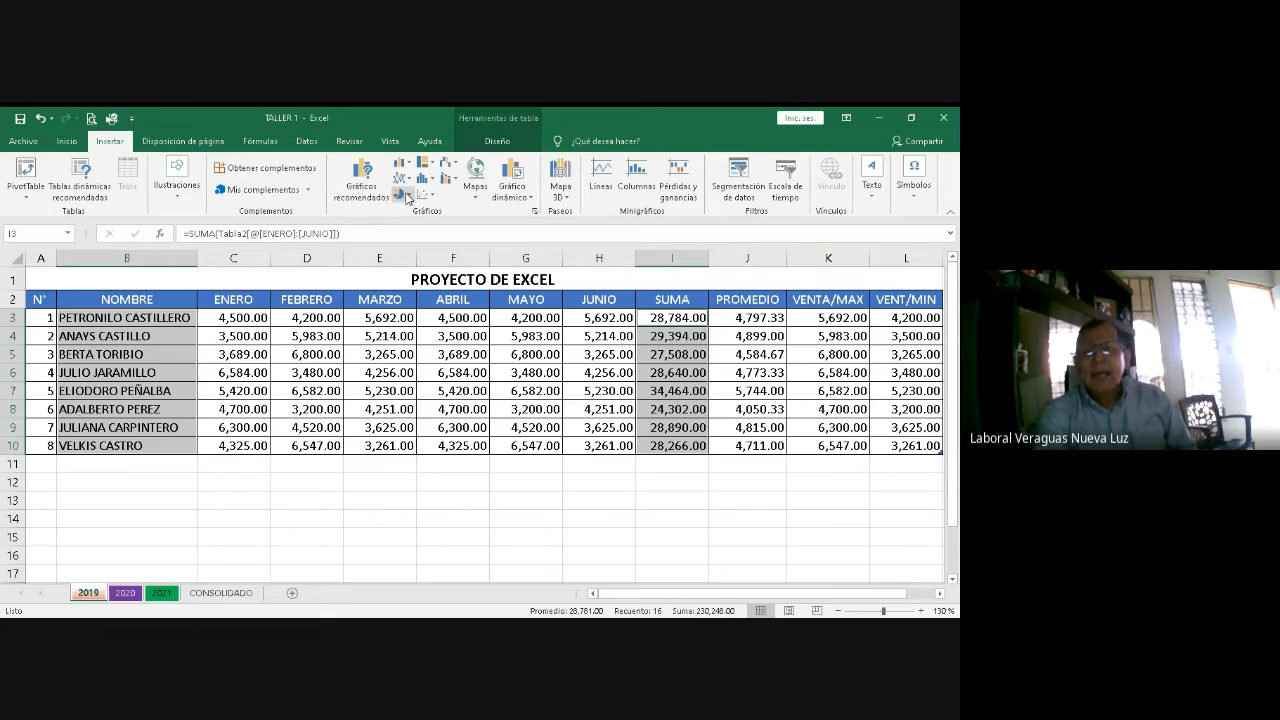 TALLER 1 - Excel
Herramientas de tabla
Inic. ses.
Archivo Inicio Insertar Disposición de página Fórmulas Datos Revisar Vista Ayuda Diseño ¿Qué desea hacer? Compartir
PivotTable Tablas dinámicas recomendadas Tabla Ilustraciones Obtener complementos Mis complementos Gráficos recomendados Mapas Gráfico dinámico Mapa 3D Líneas Columnas Pérdidas y ganancias Segmentación de datos Escala de tiempo Vínculo Texto Símbolos
Tablas Complementos Gráficos Paseos Minigráficos Filtros Vínculos
I3 fx =SUMA(Tabla2[@[ENERO]:[JUNIO]])
A B C D E F G H I J K L
1 PROYECTO DE EXCEL
2 N° NOMBRE ENERO FEBRERO MARZO ABRIL MAYO JUNIO SUMA PROMEDIO VENTA/MAX VENT/MIN
3 1 PETRONILO CASTILLERO 4,500.00 4,200.00 5,692.00 4,500.00 4,200.00 5,692.00 28,784.00 4,797.33 5,692.00 4,200.00
4 2 ANAYS CASTILLO 3,500.00 5,983.00 5,214.00 3,500.00 5,983.00 5,214.00 29,394.00 4,899.00 5,983.00 3,500.00
5 3 BERTA TORIBIO 3,689.00 6,800.00 3,265.00 3,689.00 6,800.00 3,265.00 27,508.00 4,584.67 6,800.00 3,265.00
6 4 JULIO JARAMILLO 6,584.00 3,480.00 4,256.00 6,584.00 3,480.00 4,256.00 28,640.00 4,773.33 6,584.00 3,480.00
7 5 ELIODORO PEÑALBA 5,420.00 6,582.00 5,230.00 5,420.00 6,582.00 5,230.00 34,464.00 5,744.00 6,582.00 5,230.00
8 6 ADALBERTO PEREZ 4,700.00 3,200.00 4,251.00 4,700.00 3,200.00 4,251.00 24,302.00 4,050.33 4,700.00 3,200.00
9 7 JULIANA CARPINTERO 6,300.00 4,520.00 3,625.00 6,300.00 4,520.00 3,625.00 28,890.00 4,815.00 6,300.00 3,625.00
10 8 VELKIS CASTRO 4,325.00 6,547.00 3,261.00 4,325.00 6,547.00 3,261.00 28,266.00 4,711.00 6,547.00 3,261.00
11
12
13
14
15
16
17
2019 2020 2021 CONSOLIDADO
Listo Promedio: 28,781.00 Recuento: 16 Suma: 230,248.00 130 %
Laboral Veraguas Nueva Luz